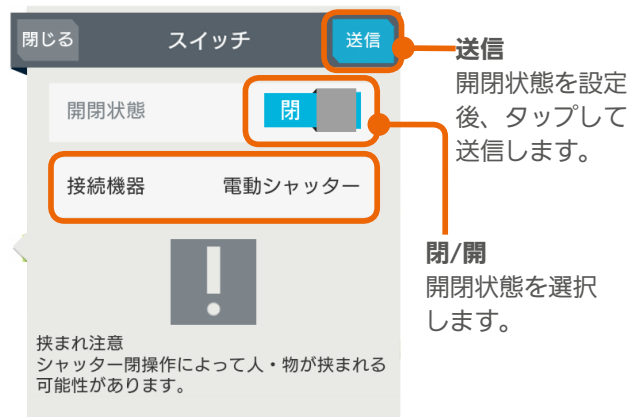 閉じる
スイッチ
送信
開閉状態
閉
接続機器
電動シャッター
挟まれ注意
シャッター閉操作によって人・物が挟まれる
可能性があります。
送信
開閉状態を設定
後、タップして
送信します。
閉/開
開閉状態を選択
します。